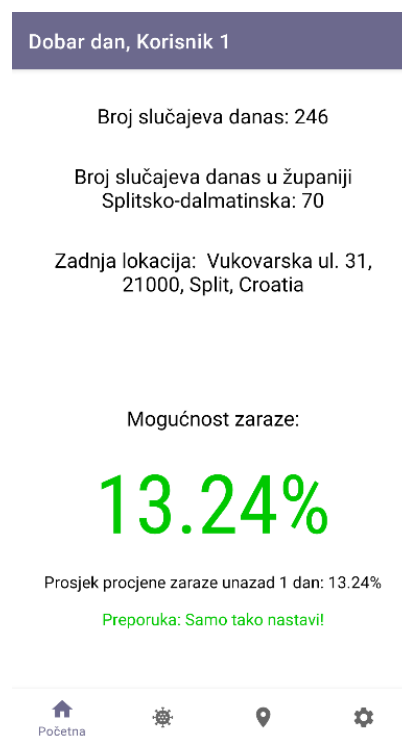 Dobar dan, Korisnik 1
Broj slučajeva danas: 246
Broj slučajeva danas u županiji
Splitsko-dalmatinska: 70
Zadnja lokacija:  Vukovarska ul. 31,
21000, Split, Croatia
Mogućnost zaraze:
13.24%
Prosjek procjene zaraze unazad 1 dan: 13.24%
Preporuka: Samo tako nastavi!
Početna